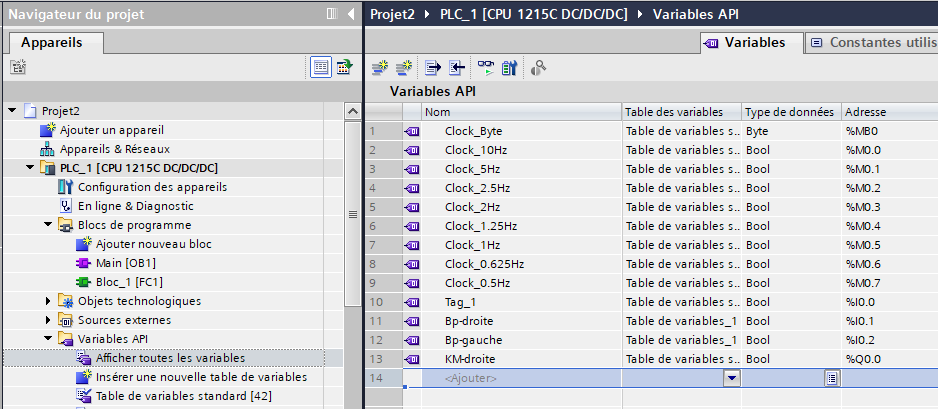 Navigateur du projet
Appareils
Projet2
Ajouter un appareil
Appareils & Réseaux
PLC_1 [CPU 1215C DC/DC/DC]
Configuration des appareils
En ligne & Diagnostic
Blocs de programme
Ajouter nouveau bloc
Main [OB1]
Bloc_1 [FC1]
Objets technologiques
Sources externes
Variables API
Afficher toutes les variables
Insérer une nouvelle table de variables
Table de variables standard [42]
Projet2 PLC_1 [CPU 1215C DC/DC/DC] Variables API
Variables Constantes utilis
Variables API
Nom Table des variables Type de données Adresse
1 Clock_Byte Table de variables s.. Byte %MB0
2 Clock_10Hz Table de variables s.. Bool %M0.0
3 Clock_5Hz Table de variables s.. Bool %M0.1
4 Clock_2.5Hz Table de variables s.. Bool %M0.2
5 Clock_2Hz Table de variables s.. Bool %M0.3
6 Clock_1.25Hz Table de variables s.. Bool %M0.4
7 Clock_1Hz Table de variables s.. Bool %M0.5
8 Clock_0.625Hz Table de variables s.. Bool %M0.6
9 Clock_0.5Hz Table de variables s.. Bool %M0.7
10 Tag_1 Table de variables s.. Bool %I0.0
11 Bp-droite Table de variables_1 Bool %I0.1
12 Bp-gauche Table de variables_1 Bool %I0.2
13 KM-droite Table de variables s.. Bool %Q0.0
14 <Ajouter>